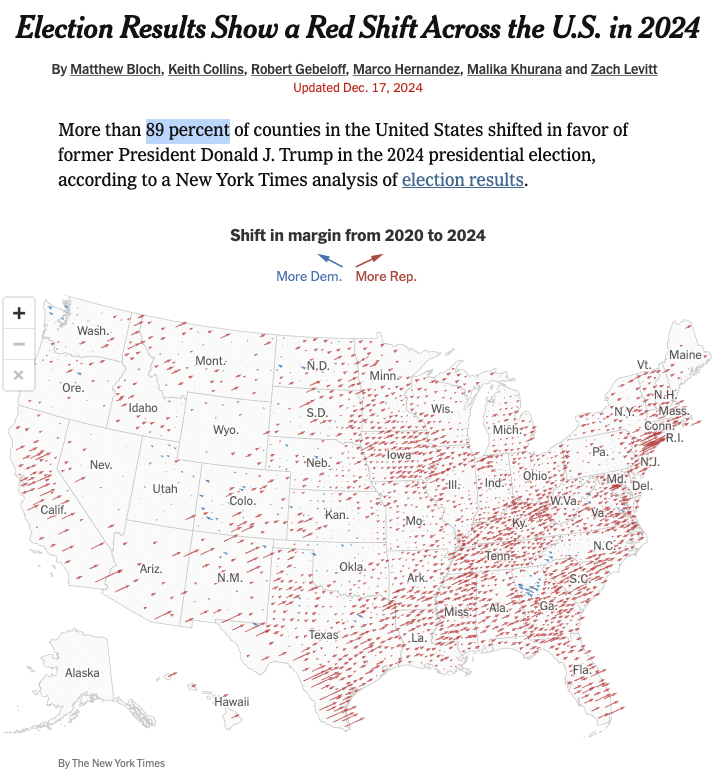 Election Results Show a Red Shift Across the U.S. in 2024
By Matthew Bloch, Keith Collins, Robert Gebeloff, Marco Hernandez, Malika Khurana and Zach Levitt
Updated Dec. 17, 2024
More than 89 percent of counties in the United States shifted in favor of
former President Donald J. Trump in the 2024 presidential election,
according to a New York Times analysis of election results.
Shift in margin from 2020 to 2024
More Dem. More Rep.
+
−
×
Wash.
Mont.
N.D.
Minn.
Vt.
Maine
Ore.
Idaho
S.D.
Wis.
Mich.
N.Y.
N.H.
Mass.
Conn.
R.I.
Wyo.
Nev.
Neb.
Iowa
Pa.
N.J.
Utah
Colo.
Ill.
Ind.
Ohio
Md.
Del.
Calif.
Kan.
Mo.
W.Va.
Va.
Ky.
Ariz.
N.M.
Okla.
Ark.
Tenn.
N.C.
S.C.
Texas
La.
Miss.
Ala.
Ga.
Fla.
Alaska
Hawaii
By The New York Times